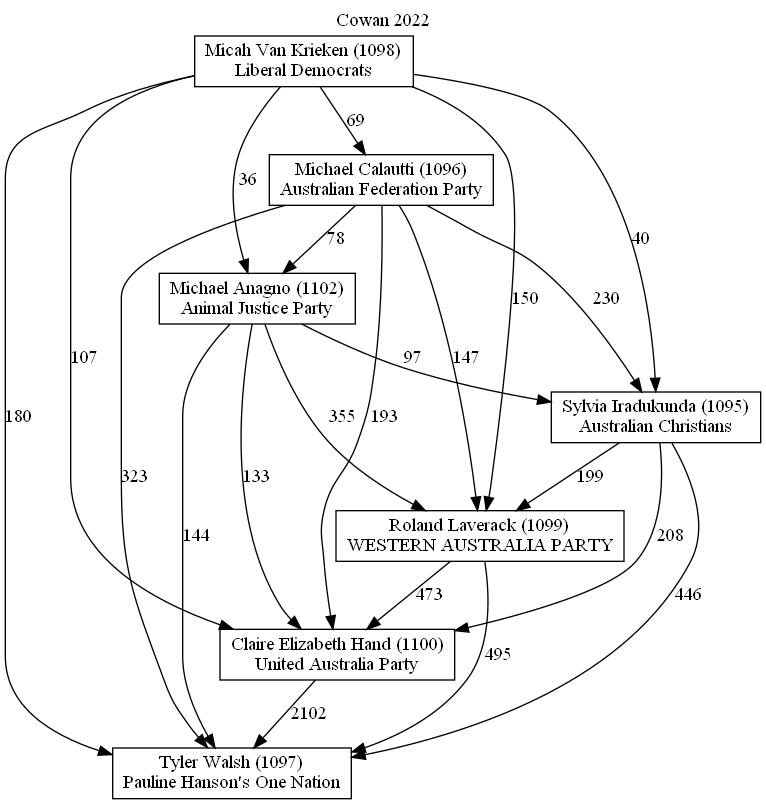 Cowan 2022
Micah Van Krieken (1098)
Liberal Democrats
69
Michael Calautti (1096)
Australian Federation Party
36
78
40
Michael Anagno (1102)
Animal Justice Party
150
230
107
97
355
193
147
180
Sylvia Iradukunda (1095)
Australian Christians
323
133
199
Roland Laverack (1099)
WESTERN AUSTRALIA PARTY
144
208
473
446
Claire Elizabeth Hand (1100)
United Australia Party
495
2102
Tyler Walsh (1097)
Pauline Hanson's One Nation